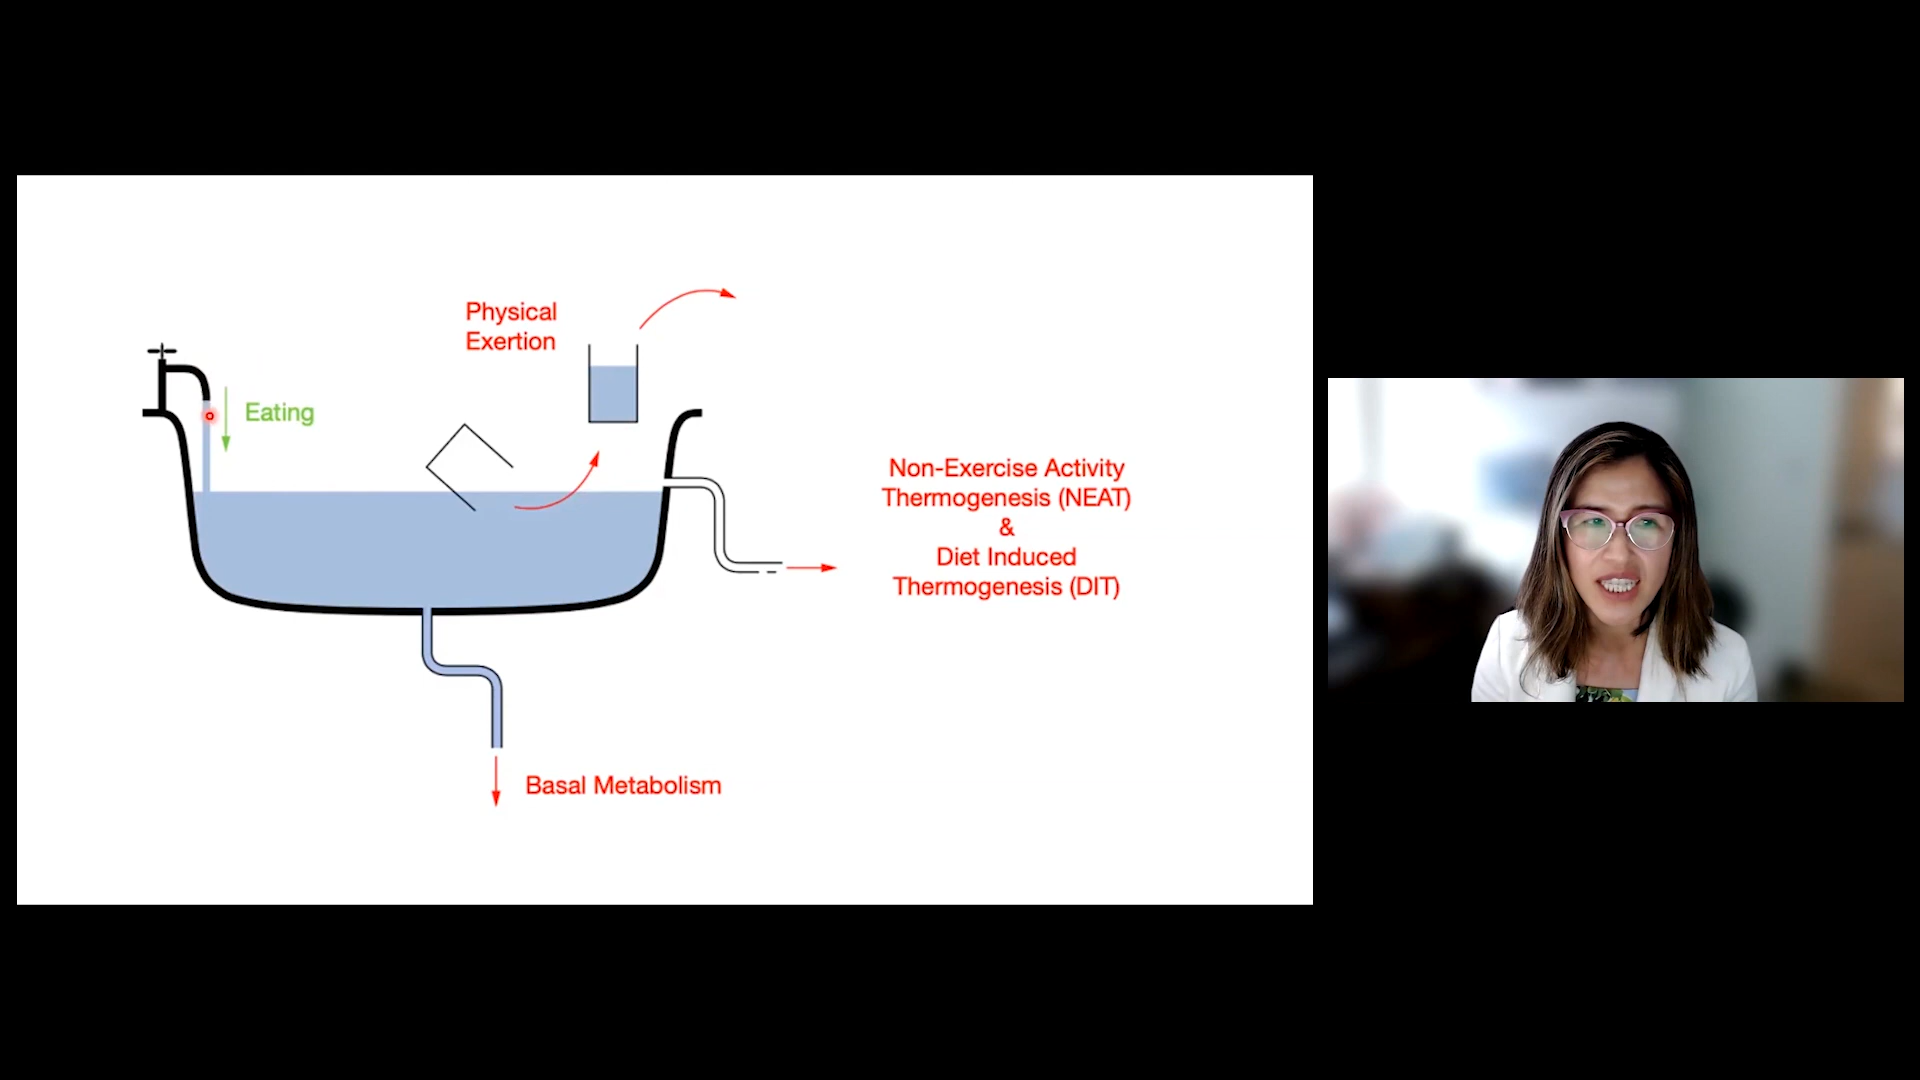 Physical
Exertion
Eating
Non-Exercise Activity
Thermogenesis (NEAT)
&
Diet Induced
Thermogenesis (DIT)
Basal Metabolism